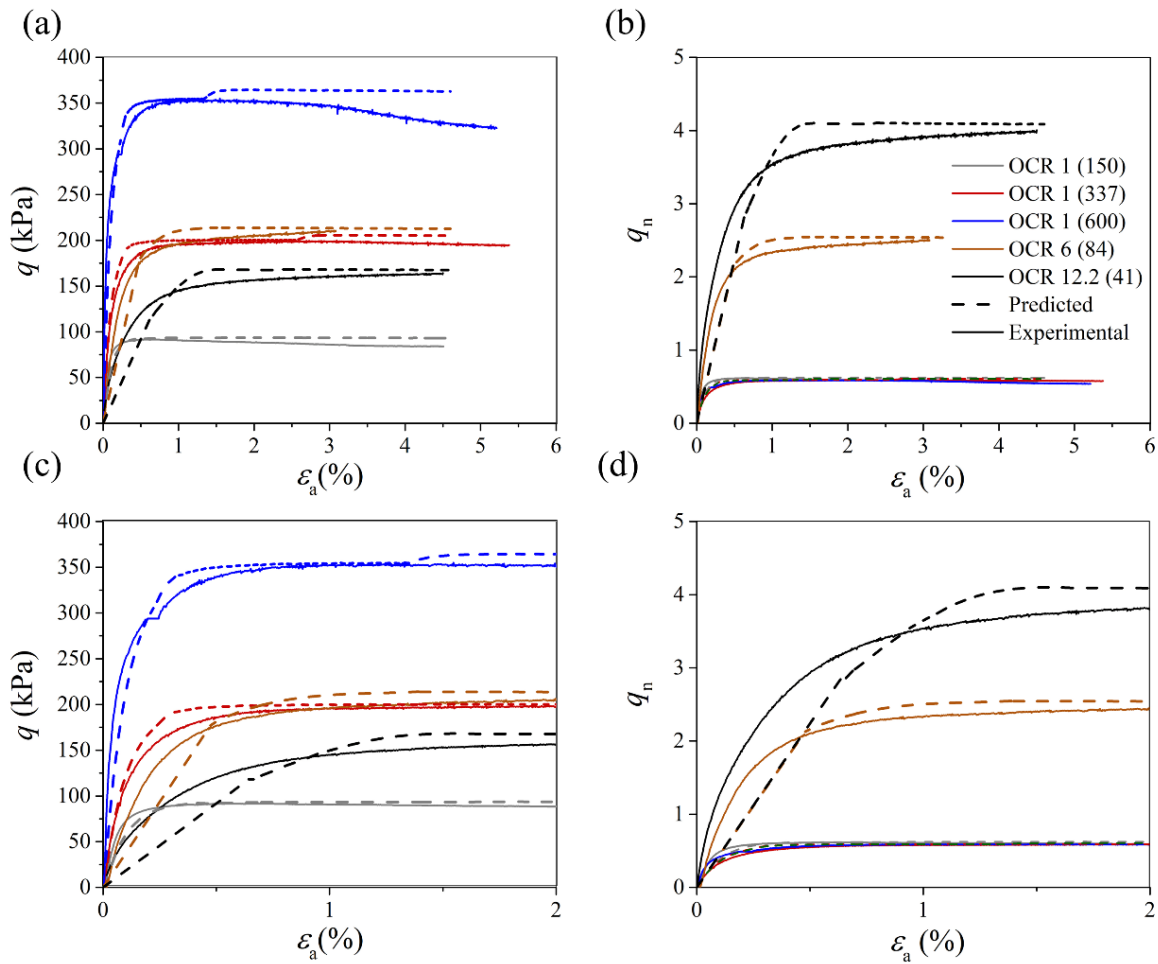 (a)
400
350
300
250
200
150
100
50
0
q (kPa)
0 1 2 3 4 5 6
εa(%)
(b)
5
4
3
2
1
0
qn
OCR 1 (150)
OCR 1 (337)
OCR 1 (600)
OCR 6 (84)
OCR 12.2 (41)
Predicted
Experimental
0 1 2 3 4 5 6
εa (%)
(c)
400
350
300
250
200
150
100
50
0
q (kPa)
0 1 2
εa(%)
(d)
5
4
3
2
1
0
qn
0 1 2
εa (%)